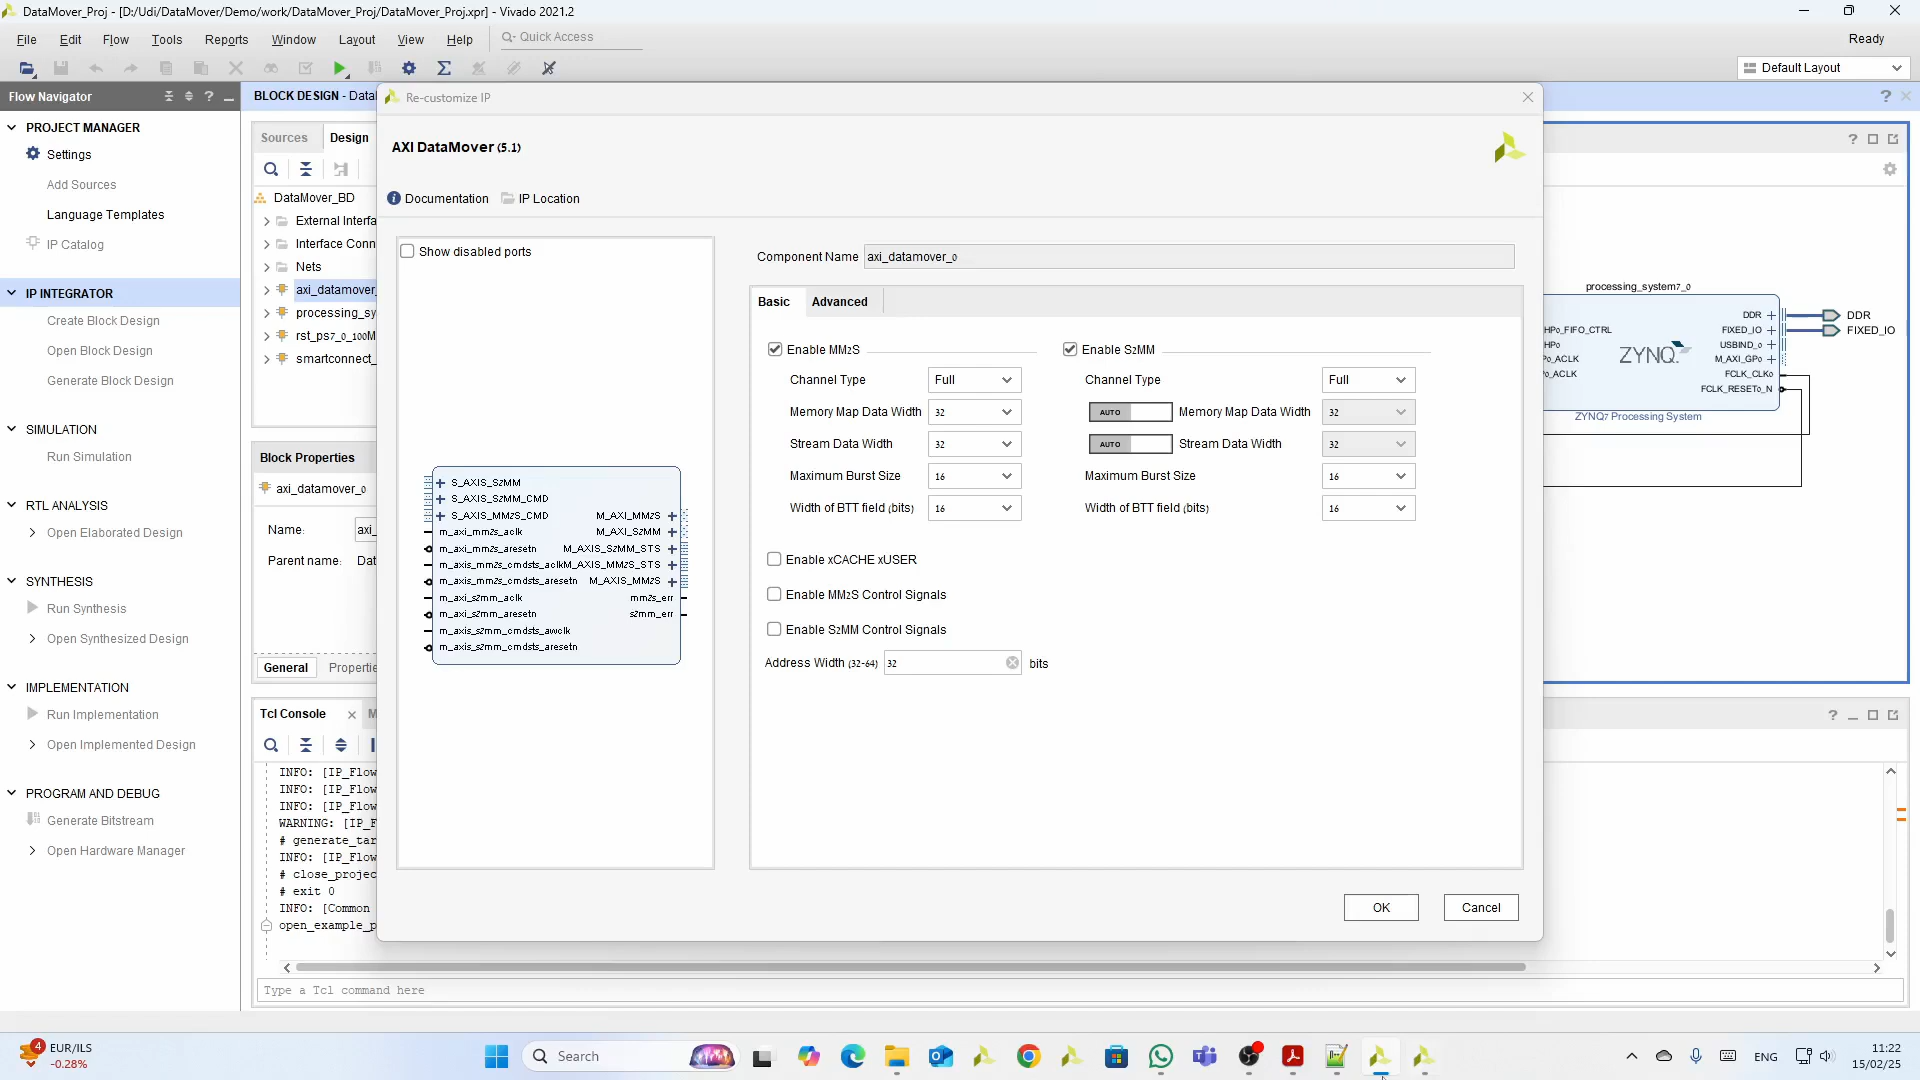 DataMover_Proj - [D:/Udi/DataMover/Demo/work/DataMover_Proj/DataMover_Proj.xpr] - Vivado 2021.2
File Edit Flow Tools Reports Window Layout View Help Quick Access
Ready
Default Layout
Flow Navigator
PROJECT MANAGER
Settings
Add Sources
Language Templates
IP Catalog
IP INTEGRATOR
Create Block Design
Open Block Design
Generate Block Design
SIMULATION
Run Simulation
RTL ANALYSIS
Open Elaborated Design
SYNTHESIS
Run Synthesis
Open Synthesized Design
IMPLEMENTATION
Run Implementation
Open Implemented Design
PROGRAM AND DEBUG
Generate Bitstream
Open Hardware Manager
BLOCK DESIGN - Data
Sources Design
DataMover_BD
External Interfa
Interface Conn
Nets
axi_datamover_
processing_sy
rst_ps7_0_100M
smartconnect_
Block Properties
axi_datamover_0
Name: axi_
Parent name: Dat
General Propertie
Tcl Console
INFO: [IP_Flow
INFO: [IP_Flow
INFO: [IP_Flow
WARNING: [IP_F
# generate_tar
INFO: [IP_Flow
# close_projec
# exit 0
INFO: [Common
open_example_p
Type a Tcl command here
Re-customize IP
AXI DataMover (5.1)
Documentation IP Location
Show disabled ports
S_AXIS_S2MM
S_AXIS_S2MM_CMD
S_AXIS_MM2S_CMD
m_axi_mm2s_aclk
m_axi_mm2s_aresetn
m_axis_mm2s_cmdsts_aclk
m_axis_mm2s_cmdsts_aresetn
m_axi_s2mm_aclk
m_axi_s2mm_aresetn
m_axis_s2mm_cmdsts_awclk
m_axis_s2mm_cmdsts_aresetn
M_AXI_MM2S
M_AXI_S2MM
M_AXIS_S2MM_STS
M_AXIS_MM2S_STS
M_AXIS_MM2S
mm2s_err
s2mm_err
Component Name axi_datamover_0
Basic Advanced
Enable MM2S
Channel Type Full
Memory Map Data Width 32
Stream Data Width 32
Maximum Burst Size 16
Width of BTT field (bits) 16
Enable S2MM
Channel Type Full
AUTO Memory Map Data Width 32
AUTO Stream Data Width 32
Maximum Burst Size 16
Width of BTT field (bits) 16
Enable xCACHE xUSER
Enable MM2S Control Signals
Enable S2MM Control Signals
Address Width (32-64) 32 bits
OK Cancel
processing_system7_0
HP0_FIFO_CTRL
HP0
P0_ACLK
0_ACLK
ZYNQ
DDR
FIXED_IO
USBIND_0
M_AXI_GP0
FCLK_CLK0
FCLK_RESET0_N
ZYNQ7 Processing System
DDR
FIXED_IO
4 EUR/ILS
-0.28%
Search
ENG
11:22
15/02/25